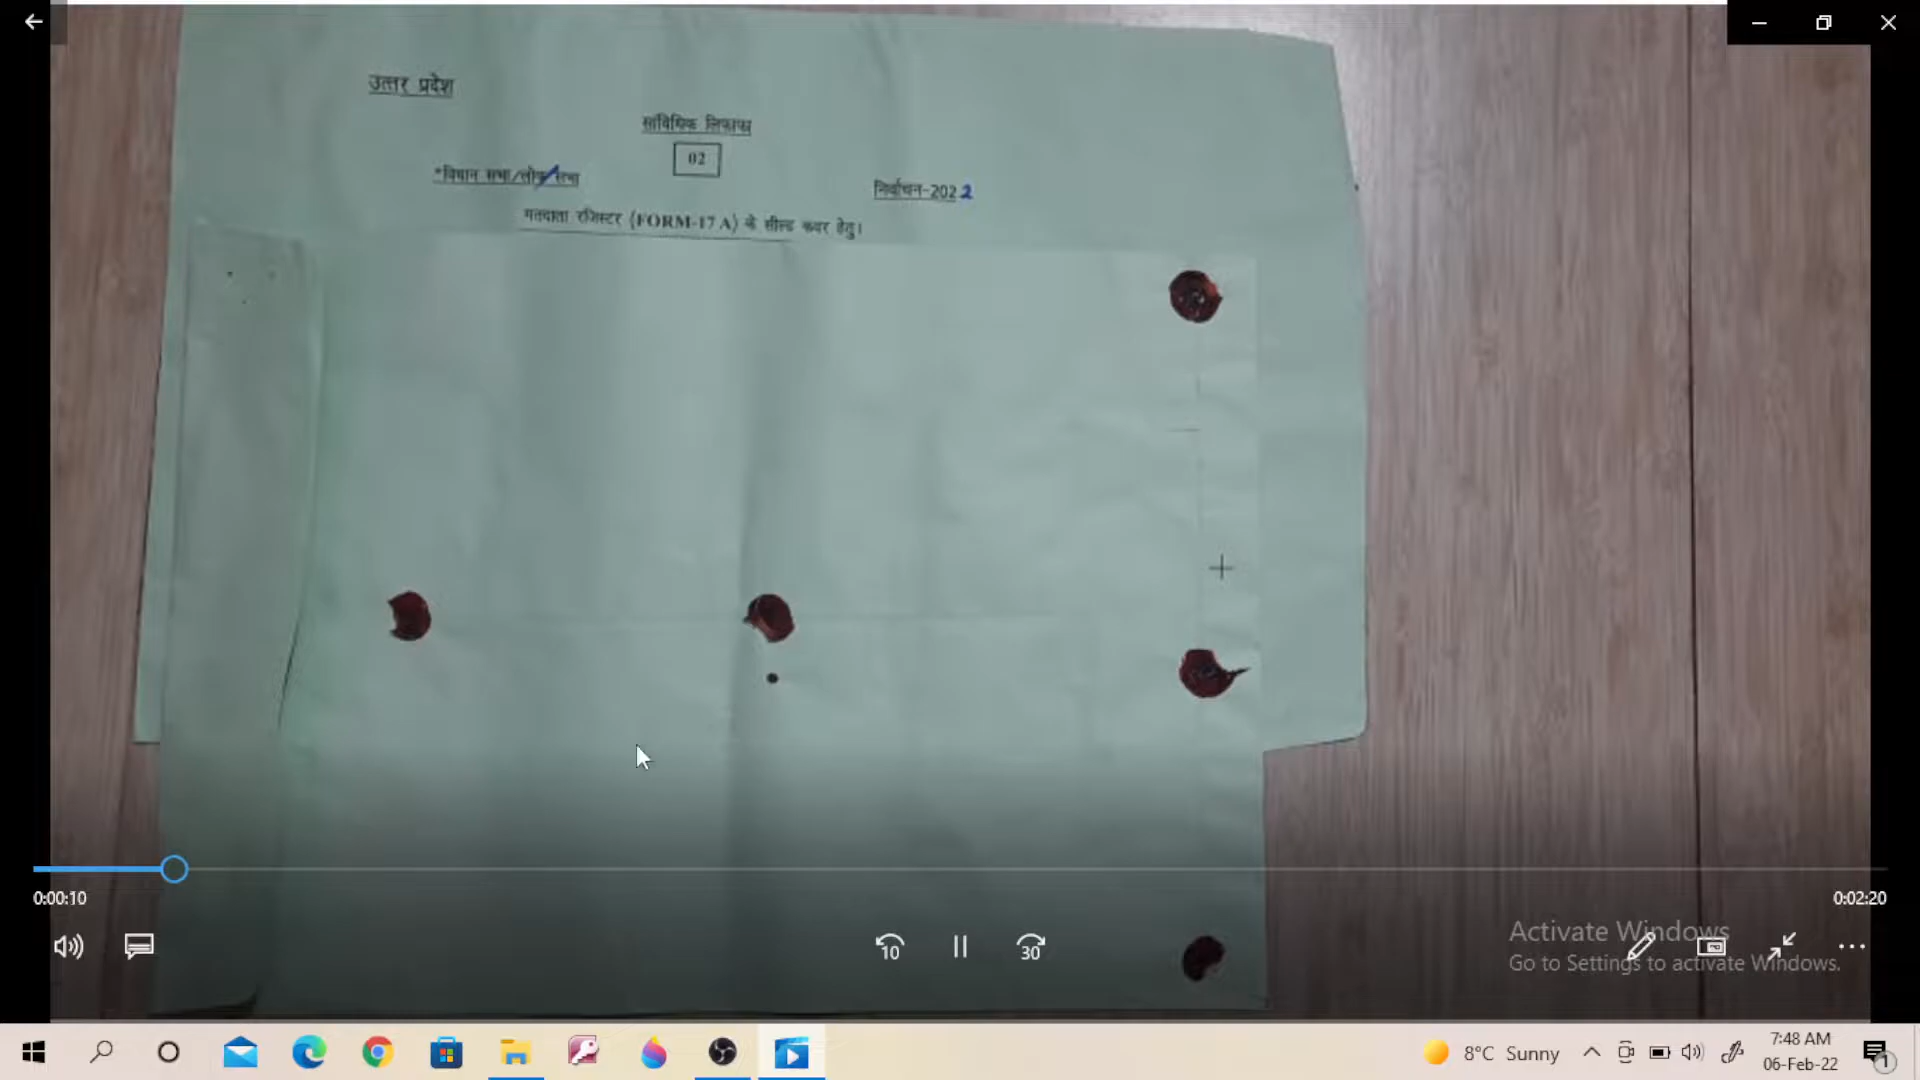 उत्तर प्रदेश
सांविधिक लिफाफा
02
*विधान सभा/लोक सभा
निर्वाचन-2022
मतदाता रजिस्टर (FORM-17 A) के सील्ड कवर हेतु।
0:00:10
0:02:20
10
30
Activate Windows
Go to Settings to activate Windows.
8°C Sunny
7:48 AM
06-Feb-22
1